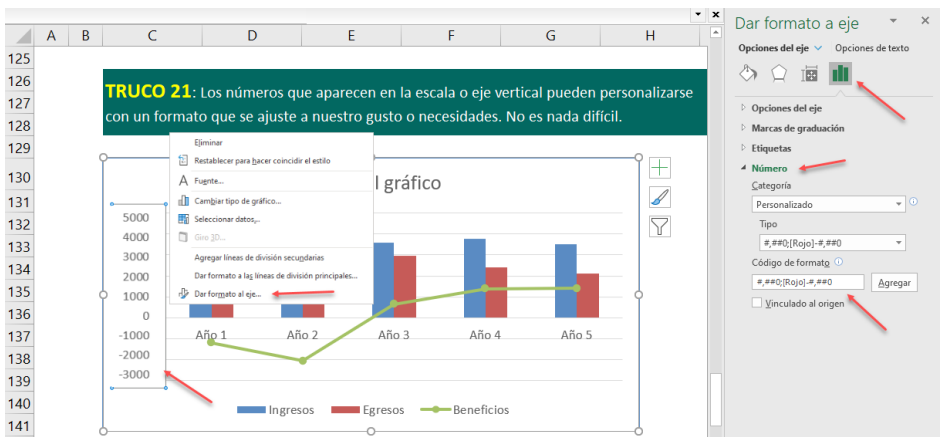 A B C D E F G H
125
126
127
128
129
130
131
132
133
134
135
136
137
138
139
140
141
TRUCO 21: Los números que aparecen en la escala o eje vertical pueden personalizarse
con un formato que se ajuste a nuestro gusto o necesidades. No es nada difícil.
l gráfico
Eliminar
Restablecer para hacer coincidir el estilo
Fuente...
Cambiar tipo de gráfico...
Seleccionar datos...
Giro 3D...
Agregar líneas de división secundarias
Dar formato a las líneas de división principales...
Dar formato al eje...
5000
4000
3000
2000
1000
0
-1000
-2000
-3000
Año 1 Año 2 Año 3 Año 4 Año 5
Ingresos Egresos Beneficios
Dar formato a eje
Opciones del eje Opciones de texto
Opciones del eje
Marcas de graduación
Etiquetas
Número
Categoría
Personalizado
Tipo
#,##0;[Rojo]-#,##0
Código de formato
#,##0;[Rojo]-#,##0 Agregar
Vinculado al origen